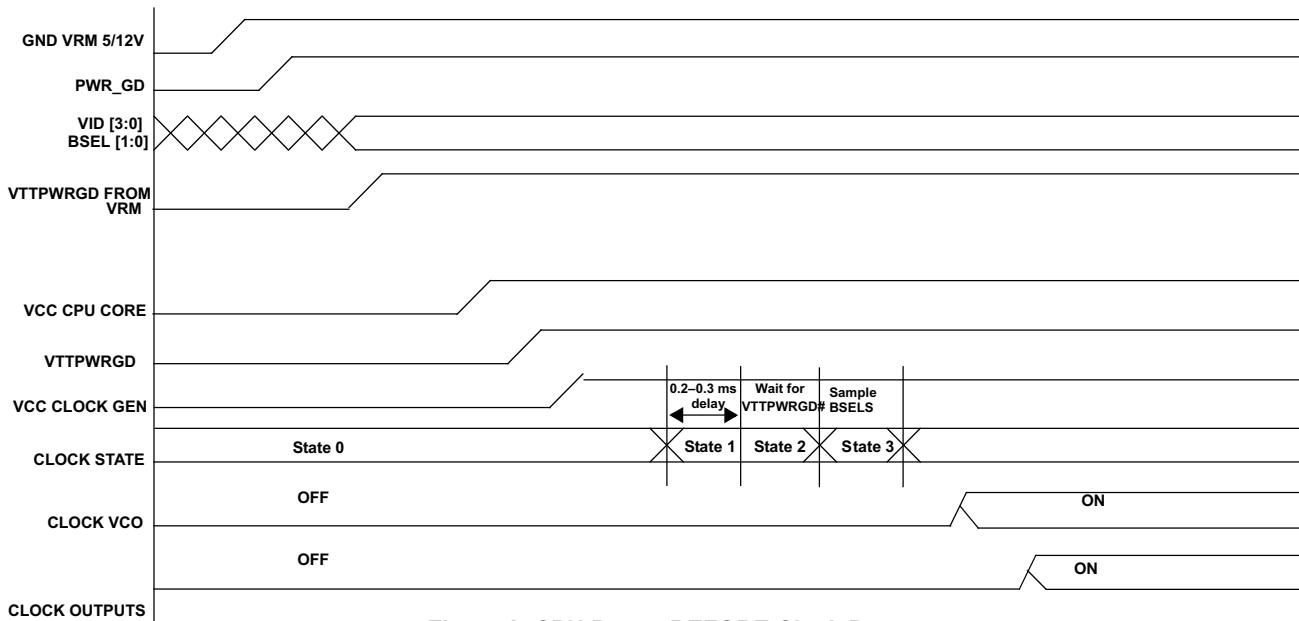 GND VRM 5/12V
PWR_GD
VID [3:0]
BSEL [1:0]
VTTPWRGD FROM
VRM
VCC CPU CORE
VTTPWRGD
VCC CLOCK GEN
0.2–0.3 ms
delay
Wait for
VTTPWRGD#
Sample
BSELS
CLOCK STATE
State 0
State 1
State 2
State 3
CLOCK VCO
OFF
ON
CLOCK OUTPUTS
OFF
ON